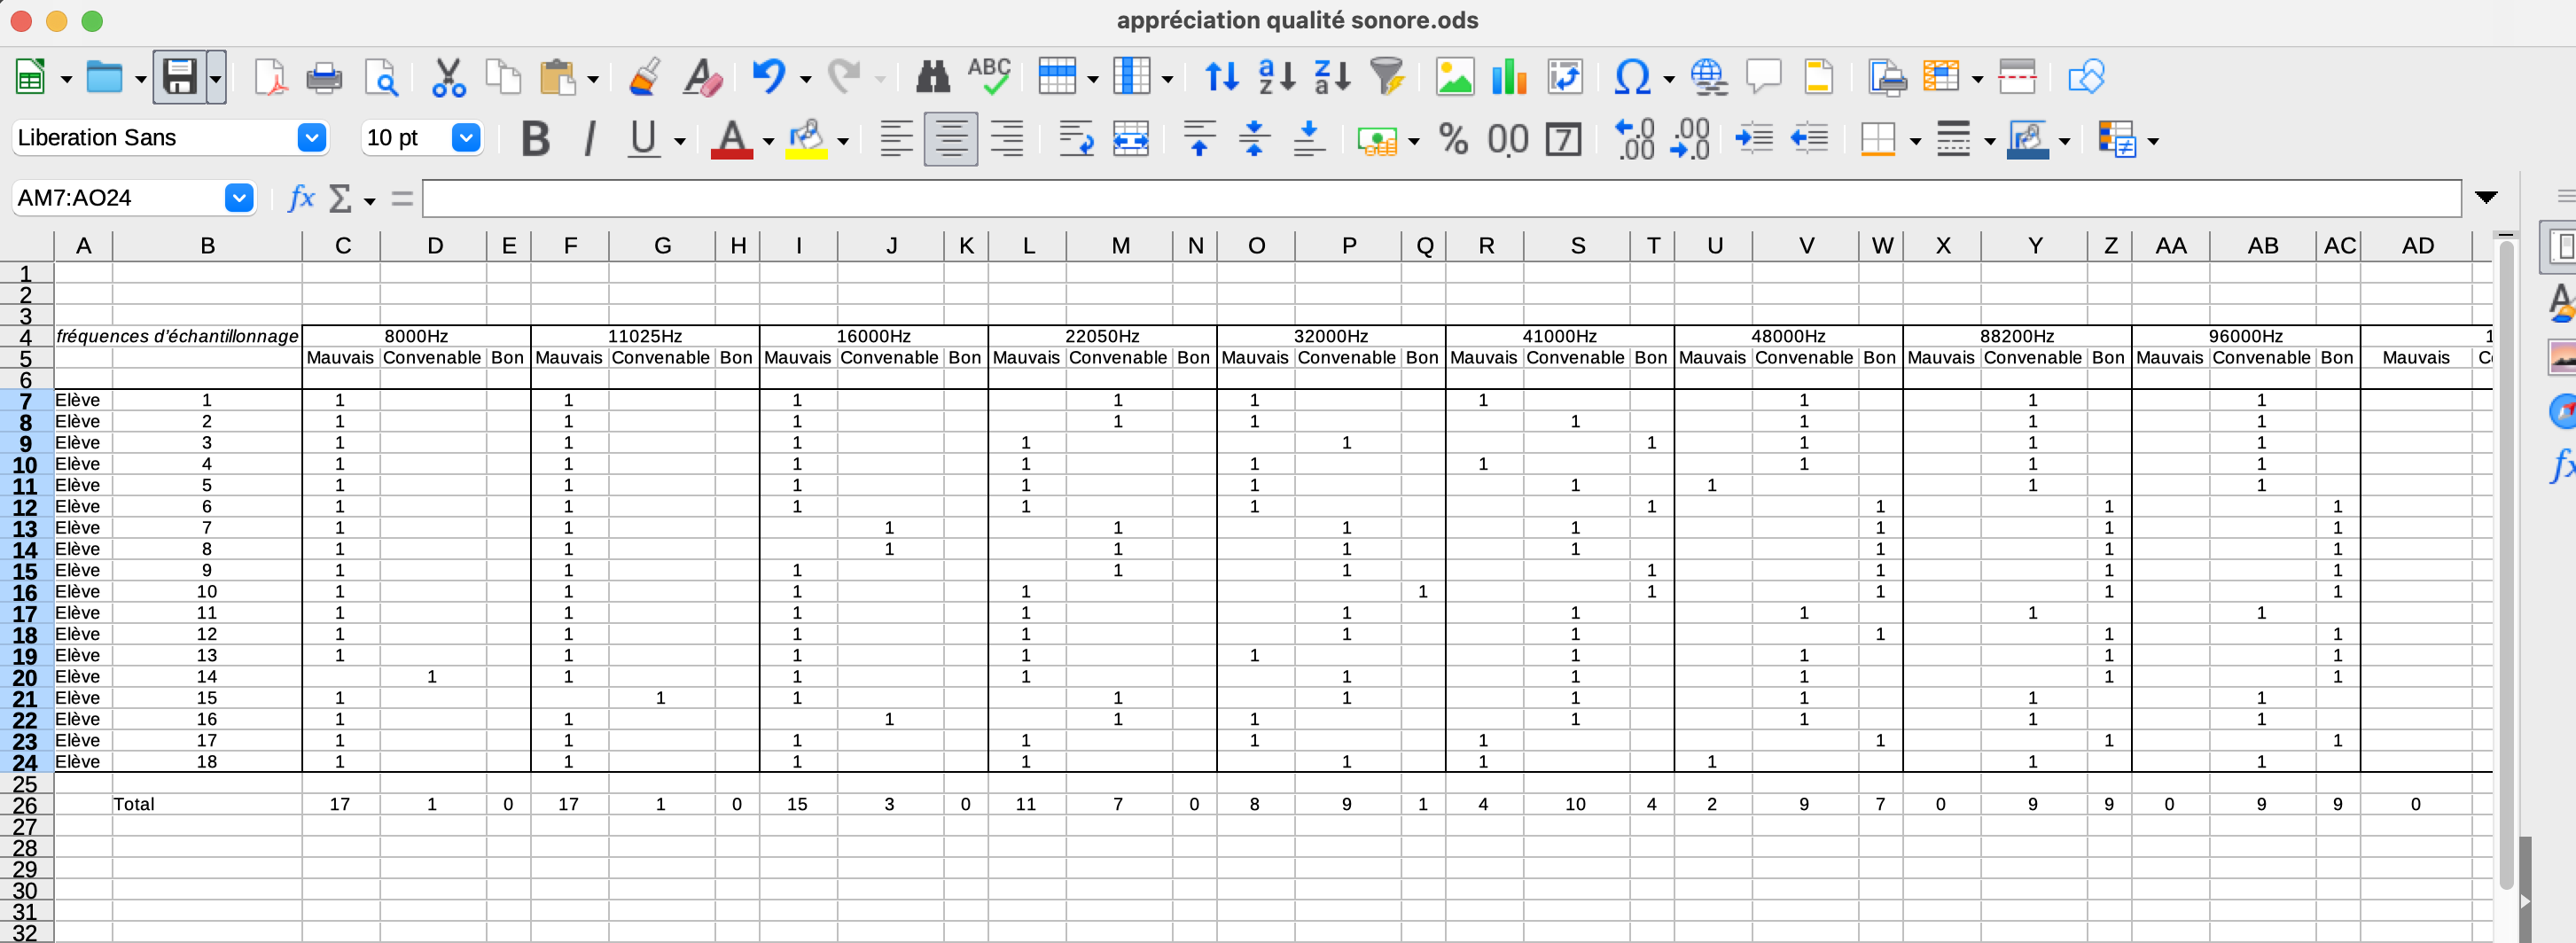 appréciation qualité sonore.ods
ABC
Liberation Sans 10 pt B I U A % 0.0 7
AM7:AO24 fx Σ =
A B C D E F G H I J K L M N O P Q R S T U V W X Y Z AA AB AC AD
1
2
3
4 fréquences d'échantillonnage 8000Hz 11025Hz 16000Hz 22050Hz 32000Hz 41000Hz 48000Hz 88200Hz 96000Hz 1
5 Mauvais Convenable Bon Mauvais Convenable Bon Mauvais Convenable Bon Mauvais Convenable Bon Mauvais Convenable Bon Mauvais Convenable Bon Mauvais Convenable Bon Mauvais Convenable Bon Mauvais Convenable Bon Mauvais C
6
7 Elève 1 1 1 1 1 1 1 1 1 1
8 Elève 2 1 1 1 1 1 1 1 1 1
9 Elève 3 1 1 1 1 1 1 1 1 1
10 Elève 4 1 1 1 1 1 1 1 1 1
11 Elève 5 1 1 1 1 1 1 1 1 1
12 Elève 6 1 1 1 1 1 1 1 1 1
13 Elève 7 1 1 1 1 1 1 1 1 1
14 Elève 8 1 1 1 1 1 1 1 1 1
15 Elève 9 1 1 1 1 1 1 1 1 1
16 Elève 10 1 1 1 1 1 1 1 1 1
17 Elève 11 1 1 1 1 1 1 1 1 1
18 Elève 12 1 1 1 1 1 1 1 1 1
19 Elève 13 1 1 1 1 1 1 1 1 1
20 Elève 14 1 1 1 1 1 1 1 1 1
21 Elève 15 1 1 1 1 1 1 1 1 1
22 Elève 16 1 1 1 1 1 1 1 1 1
23 Elève 17 1 1 1 1 1 1 1 1 1
24 Elève 18 1 1 1 1 1 1 1 1 1
25
26 Total 17 1 0 17 1 0 15 3 0 11 7 0 8 9 1 4 10 4 2 9 7 0 9 9 0 9 9 0
27
28
29
30
31
32